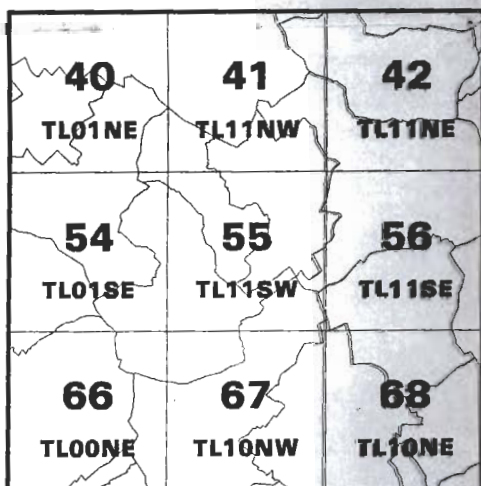 40 41 42
TL01NE TL11NW TL11NE
54 55 56
TL01SE TL11SW TL11SE
66 67 68
TL00NE TL10NW TL10NE